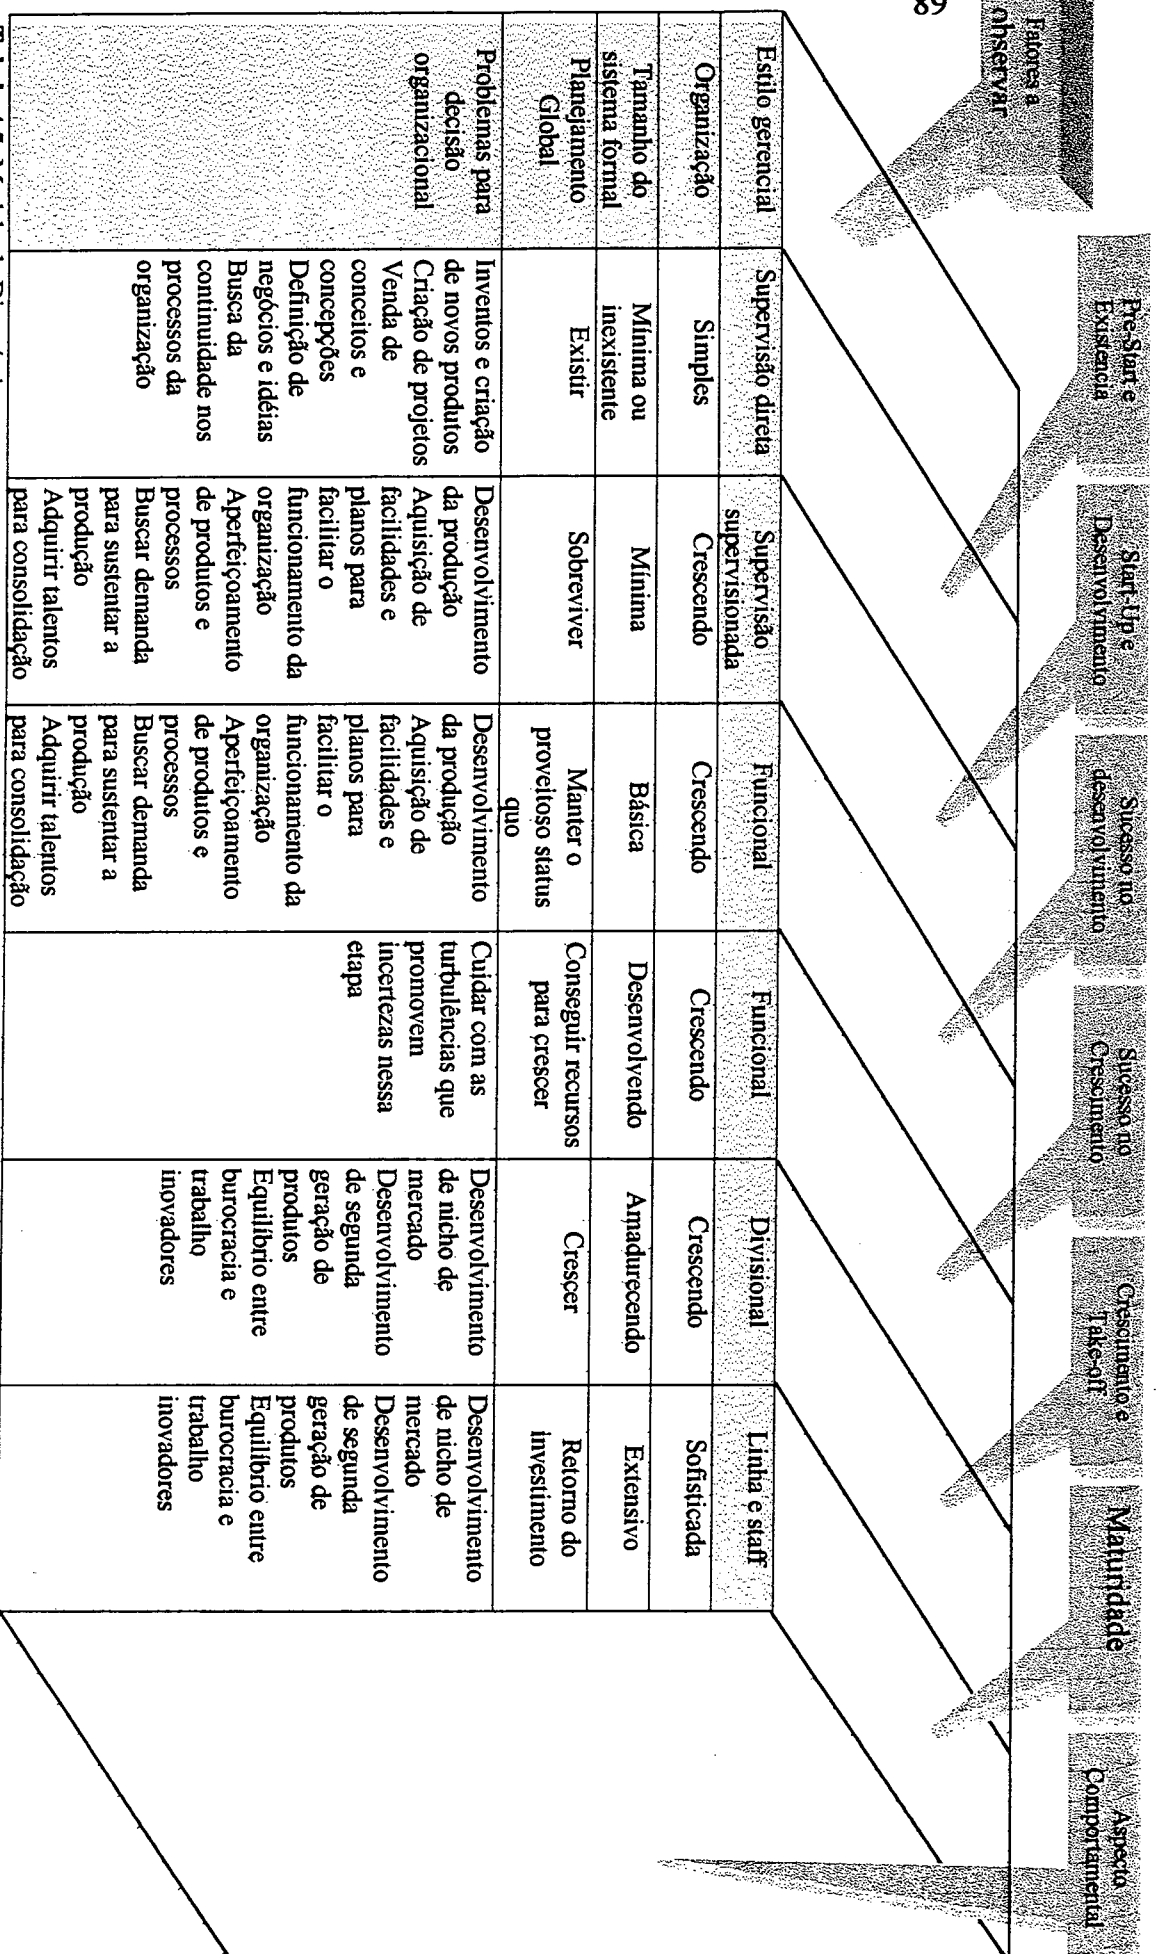 89
Fatores a
observar
Pre-Start e
Existencia
Start-Up e
Desenvolvimento
Sucesso no
desenvolvimento
Sucesso no
Crescimento
Crescimento e
Take-off
Maturidade
Aspecto
Comportamental
Estilo gerencial
Supervisão direta
Supervisão
supervisionada
Funcional
Funcional
Divisional
Linha e staff
Organização
Simples
Crescendo
Crescendo
Crescendo
Crescendo
Sofisticada
Tamanho do
sistema formal
Mínima ou
inexistente
Mínima
Básica
Desenvolvendo
Amadurecendo
Extensivo
Planejamento
Global
Existir
Sobreviver
Manter o
proveitoso status
quo
Conseguir recursos
para crescer
Crescer
Retorno do
investimento
Problemas para
decisão
organizacional
Inventos e criação
de novos produtos
Criação de projetos
Venda de
conceitos e
concepções
Definição de
negócios e idéias
Busca da
continuidade nos
processos da
organização
Desenvolvimento
da produção
Aquisição de
facilidades e
planos para
facilitar o
funcionamento da
organização
Aperfeiçoamento
de produtos e
processos
Buscar demanda
para sustentar a
produção
Adquirir talentos
para consolidação
Desenvolvimento
da produção
Aquisição de
facilidades e
planos para
facilitar o
funcionamento da
organização
Aperfeiçoamento
de produtos e
processos
Buscar demanda
para sustentar a
produção
Adquirir talentos
para consolidação
Cuidar com as
turbulências que
promovem
incertezas nessa
etapa
Desenvolvimento
de nicho de
mercado
Desenvolvimento
de segunda
geração de
produtos
Equilíbrio entre
burocracia e
trabalho
inovadores
Desenvolvimento
de nicho de
mercado
Desenvolvimento
de segunda
geração de
produtos
Equilíbrio entre
burocracia e
trabalho
inovadores